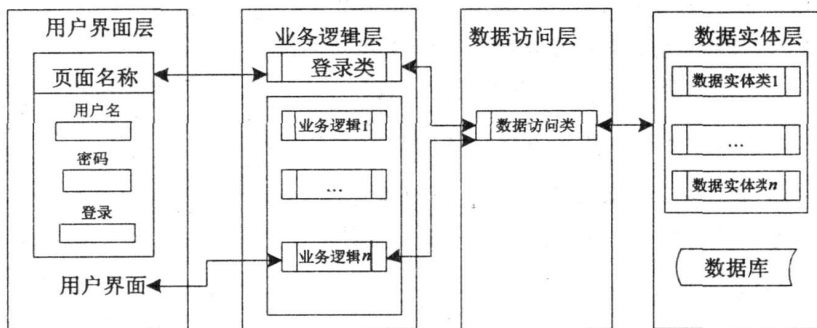 用户界面层
页面名称
用户名
密码
登录
用户界面
业务逻辑层
登录类
业务逻辑1
…
业务逻辑n
数据访问层
数据访问类
数据实体层
数据实体类1
…
数据实体类n
数据库